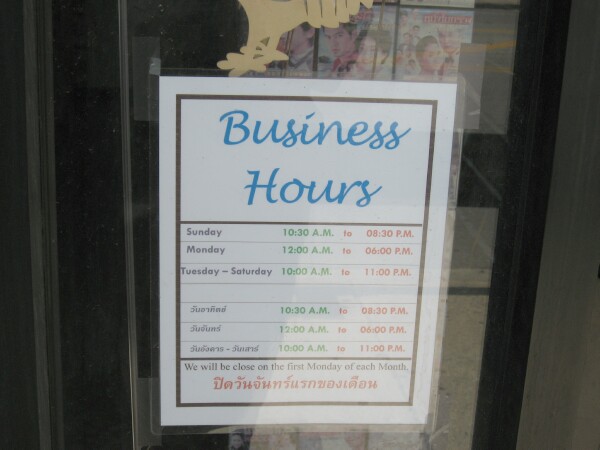 Business
Hours
Sunday 10:30 A.M. to 08:30 P.M.
Monday 12:00 A.M. to 06:00 P.M.
Tuesday – Saturday 10:00 A.M. to 11:00 P.M.
วันอาทิตย์ 10:30 A.M. to 08:30 P.M.
วันจันทร์ 12:00 A.M. to 06:00 P.M.
วันอังคาร - วันเสาร์ 10:00 A.M. to 11:00 P.M.
We will be close on the first Monday of each Month,
ปิดวันจันทร์แรกของเดือน